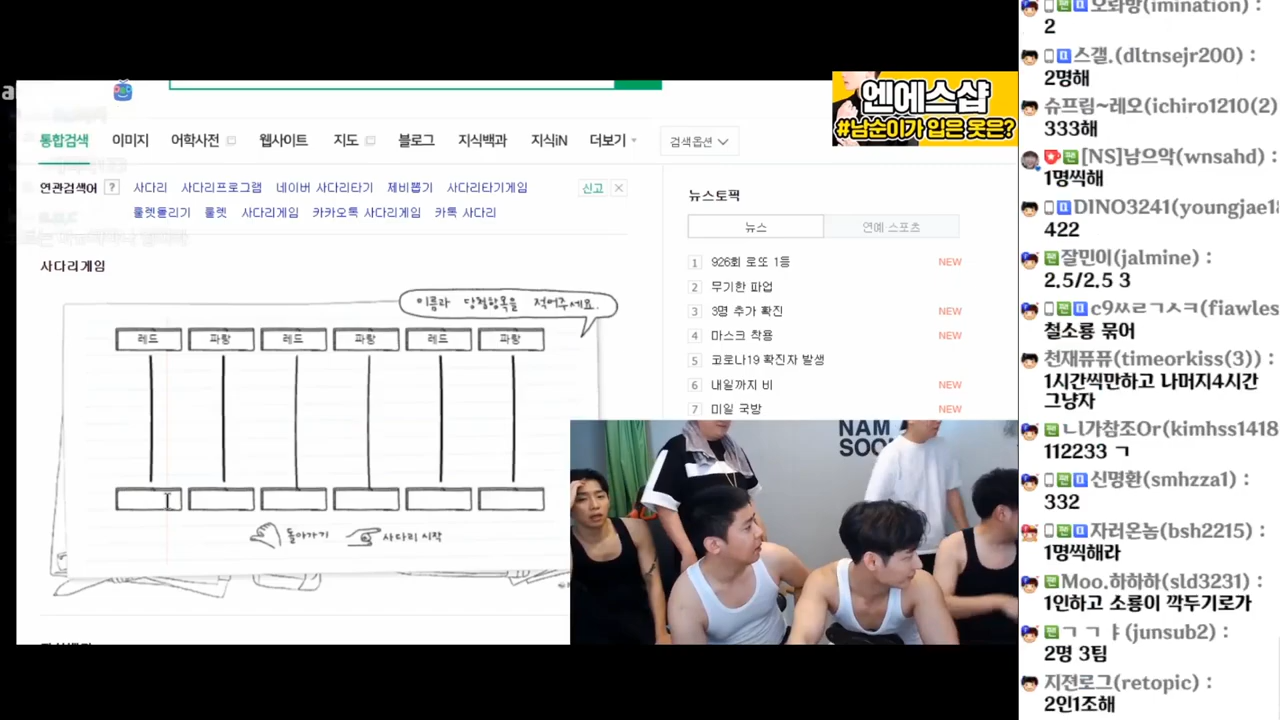 통합검색 이미지 어학사전 웹사이트 지도 블로그 지식백과 지식iN 더보기 검색옵션
연관검색어 ? 사다리 사다리프로그램 네이버 사다리타기 제비뽑기 사다리타기게임 신고
룰렛돌리기 룰렛 사다리게임 카카오톡 사다리게임 카톡 사다리
사다리게임
이름과 당첨항목을 적어주세요.
레드 파랑 레드 파랑 레드 파랑
돌아가기 사다리 시작
엔에스샵
#남순이가 입은 옷은?
뉴스토픽
뉴스 연예 스포츠
1 926회 로또 1등 NEW
2 무기한 파업
3 3명 추가 확진 NEW
4 마스크 착용 NEW
5 코로나19 확진자 발생
6 내일까지 비 NEW
7 미일 국방 NEW
NAM
SOO
오롸방(imination) :
2
스갤.(dltnsejr200) :
2명해
슈프림~레오(ichiro1210(2)
333해
[NS]남으악(wnsahd) :
1명씩해
DINO3241(youngjae18
422
잘민이(jalmine) :
2.5/2.5 3
c9ㅆㄹㄱㅅㅋ(fiawles
철소룡 묶어
천재퓨퓨(timeorkiss(3)) :
1시간씩만하고 나머지4시간
그냥자
ㄴl가참조Or(kimhss1418
112233 ㄱ
신명환(smhzza1) :
332
자러온놈(bsh2215) :
1명씩해라
Moo.하하하(sld3231) :
1인하고 소룡이 깍두기로가
ㄱ ㄱ ㅑ(junsub2) :
2명 3팀
지젼로그(retopic) :
2인1조해